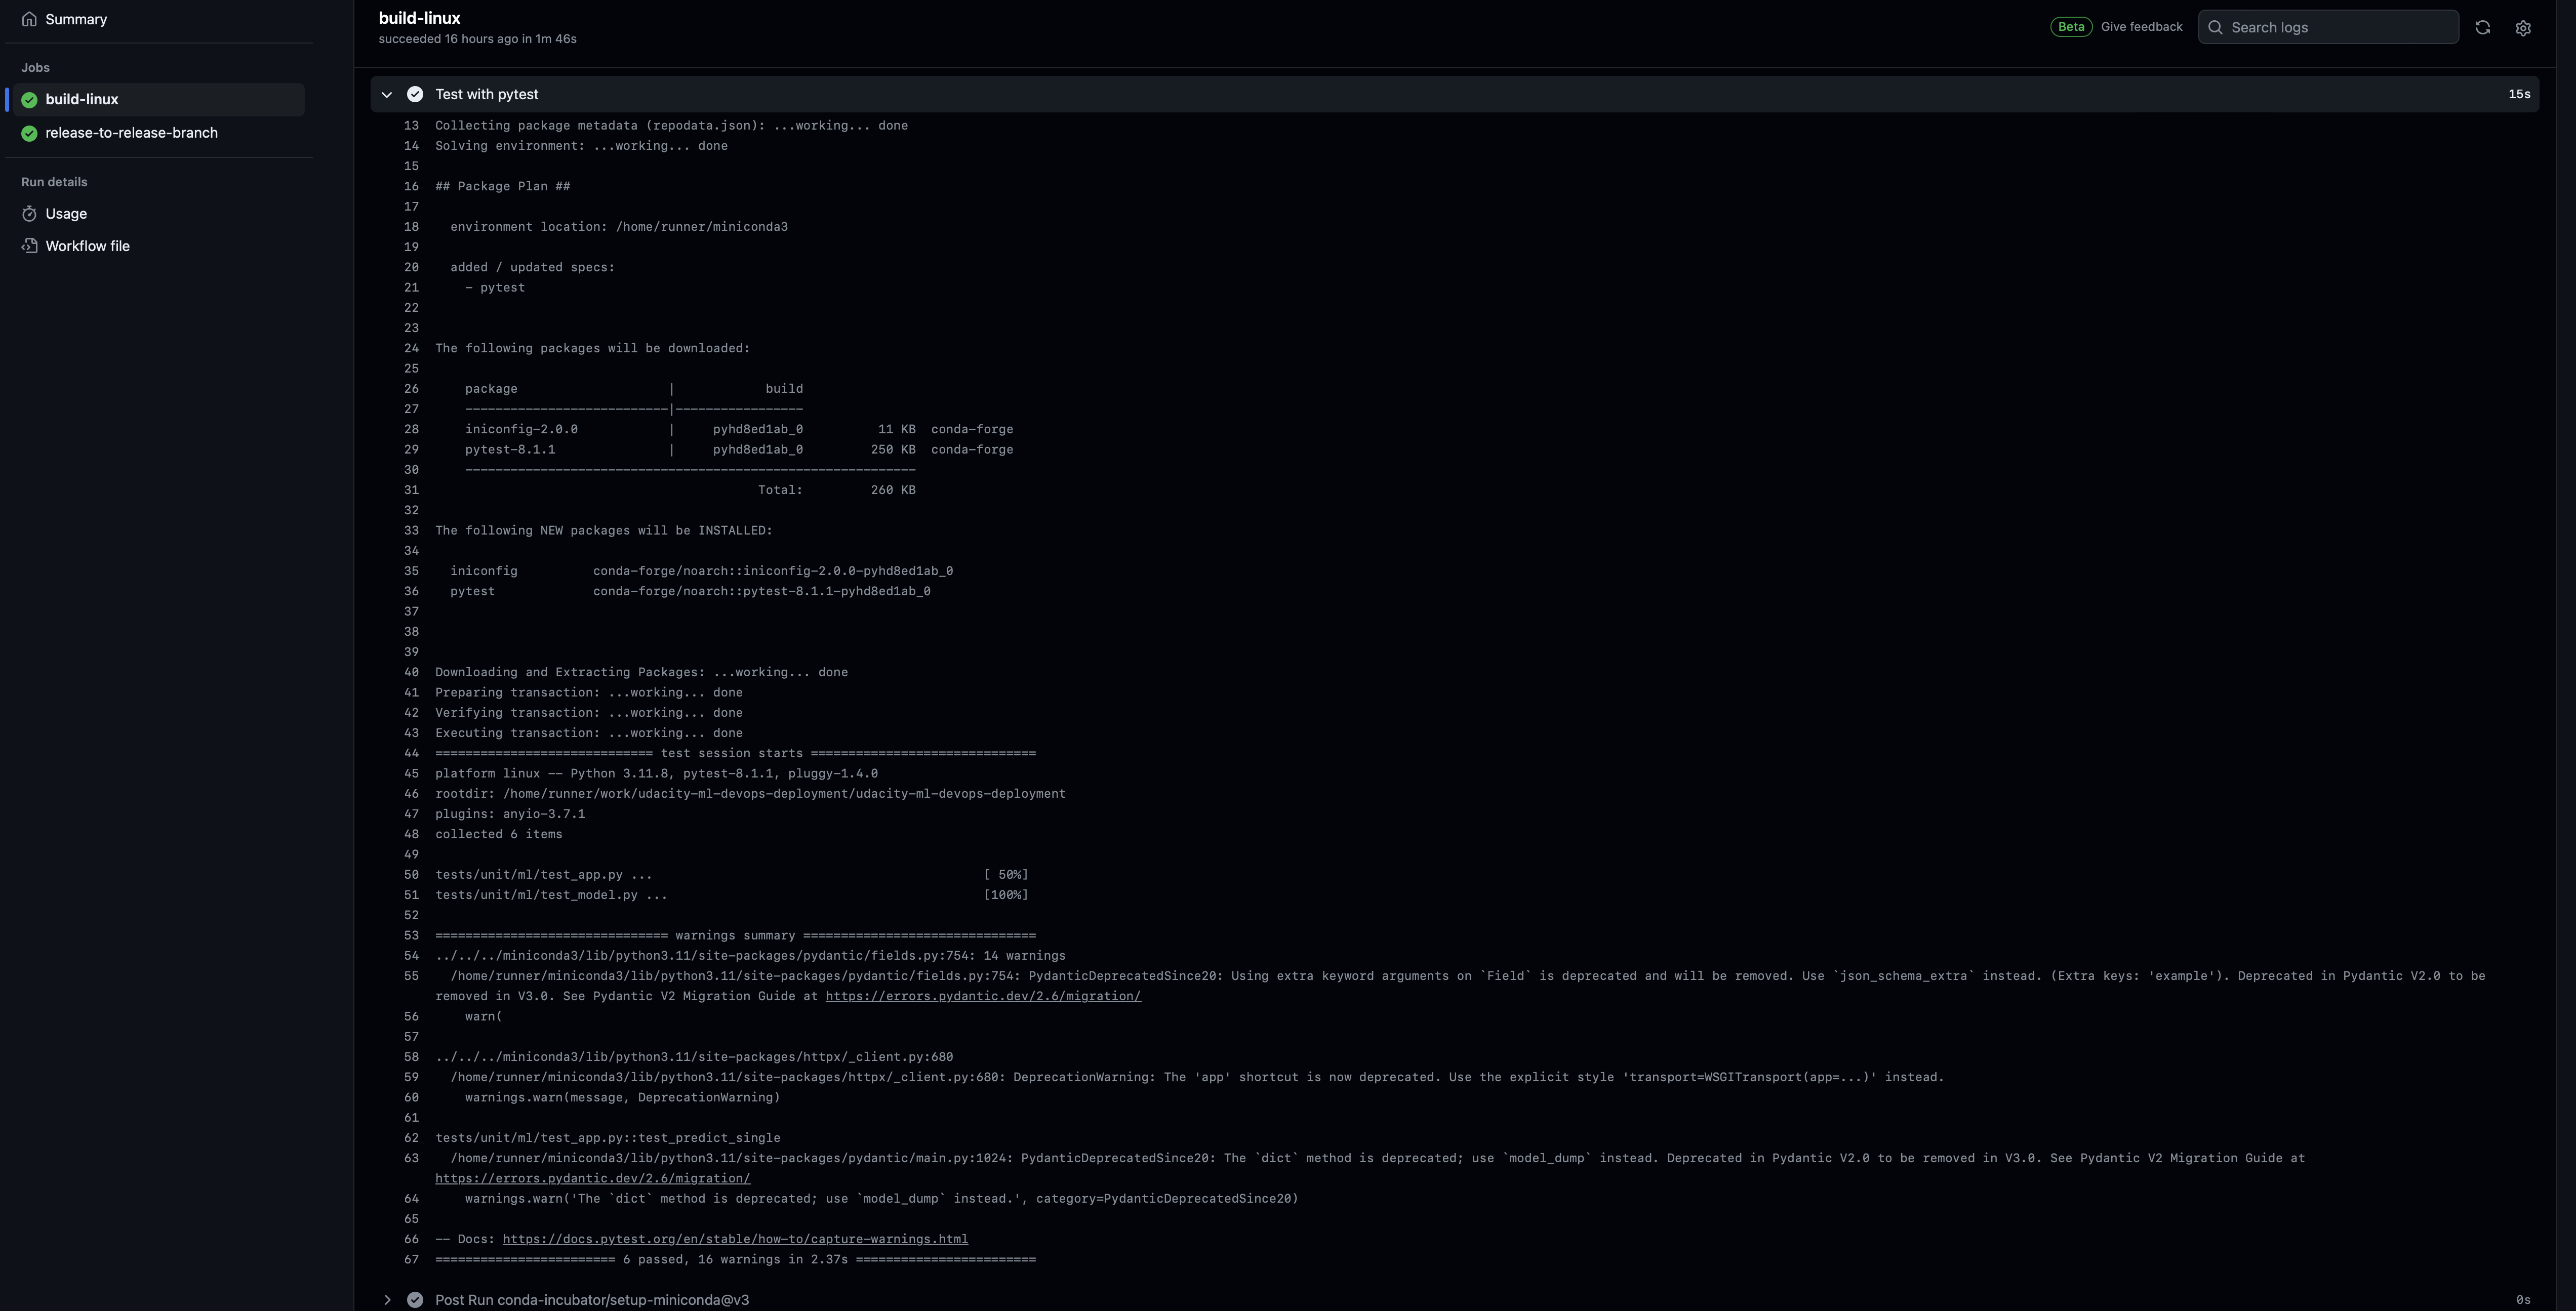 Summary
Jobs
build-linux
release-to-release-branch
Run details
Usage
Workflow file
build-linux
succeeded 16 hours ago in 1m 46s
Beta Give feedback Search logs
Test with pytest 15s
13 Collecting package metadata (repodata.json): ...working... done
14 Solving environment: ...working... done
15
16 ## Package Plan ##
17
18   environment location: /home/runner/miniconda3
19
20   added / updated specs:
21     - pytest
22
23
24 The following packages will be downloaded:
25
26     package                    |            build
27     ---------------------------|-----------------
28     iniconfig-2.0.0            |     pyhd8ed1ab_0          11 KB  conda-forge
29     pytest-8.1.1               |     pyhd8ed1ab_0         250 KB  conda-forge
30     ------------------------------------------------------------
31                                            Total:         260 KB
32
33 The following NEW packages will be INSTALLED:
34
35   iniconfig          conda-forge/noarch::iniconfig-2.0.0-pyhd8ed1ab_0
36   pytest             conda-forge/noarch::pytest-8.1.1-pyhd8ed1ab_0
37
38
39
40 Downloading and Extracting Packages: ...working... done
41 Preparing transaction: ...working... done
42 Verifying transaction: ...working... done
43 Executing transaction: ...working... done
44 ============================= test session starts ==============================
45 platform linux -- Python 3.11.8, pytest-8.1.1, pluggy-1.4.0
46 rootdir: /home/runner/work/udacity-ml-devops-deployment/udacity-ml-devops-deployment
47 plugins: anyio-3.7.1
48 collected 6 items
49
50 tests/unit/ml/test_app.py ...                                            [ 50%]
51 tests/unit/ml/test_model.py ...                                          [100%]
52
53 =============================== warnings summary ===============================
54 ../../../miniconda3/lib/python3.11/site-packages/pydantic/fields.py:754: 14 warnings
55   /home/runner/miniconda3/lib/python3.11/site-packages/pydantic/fields.py:754: PydanticDeprecatedSince20: Using extra keyword arguments on `Field` is deprecated and will be removed. Use `json_schema_extra` instead. (Extra keys: 'example'). Deprecated in Pydantic V2.0 to be
removed in V3.0. See Pydantic V2 Migration Guide at https://errors.pydantic.dev/2.6/migration/
56     warn(
57
58 ../../../miniconda3/lib/python3.11/site-packages/httpx/_client.py:680
59   /home/runner/miniconda3/lib/python3.11/site-packages/httpx/_client.py:680: DeprecationWarning: The 'app' shortcut is now deprecated. Use the explicit style 'transport=WSGITransport(app=...)' instead.
60     warnings.warn(message, DeprecationWarning)
61
62 tests/unit/ml/test_app.py::test_predict_single
63   /home/runner/miniconda3/lib/python3.11/site-packages/pydantic/main.py:1024: PydanticDeprecatedSince20: The `dict` method is deprecated; use `model_dump` instead. Deprecated in Pydantic V2.0 to be removed in V3.0. See Pydantic V2 Migration Guide at
https://errors.pydantic.dev/2.6/migration/
64     warnings.warn('The `dict` method is deprecated; use `model_dump` instead.', category=PydanticDeprecatedSince20)
65
66 -- Docs: https://docs.pytest.org/en/stable/how-to/capture-warnings.html
67 ======================== 6 passed, 16 warnings in 2.37s ========================
Post Run conda-incubator/setup-miniconda@v3 0s